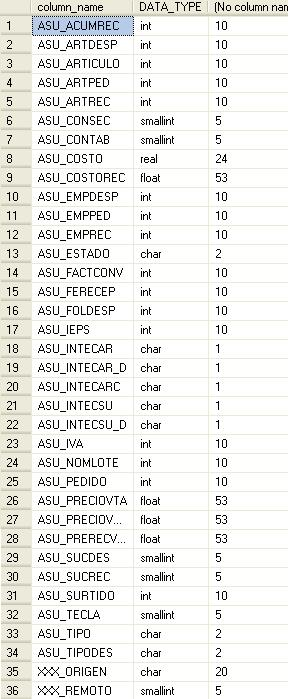 column_name DATA_TYPE (No column name
1 ASU_ACUMREC int 10
2 ASU_ARTDESP int 10
3 ASU_ARTICULO int 10
4 ASU_ARTPED int 10
5 ASU_ARTREC int 10
6 ASU_CONSEC smallint 5
7 ASU_CONTAB smallint 5
8 ASU_COSTO real 24
9 ASU_COSTOREC float 53
10 ASU_EMPDESP int 10
11 ASU_EMPPED int 10
12 ASU_EMPREC int 10
13 ASU_ESTADO char 2
14 ASU_FACTCONV int 10
15 ASU_FERECEP int 10
16 ASU_FOLDESP int 10
17 ASU_IEPS int 10
18 ASU_INTECAR char 1
19 ASU_INTECAR_D char 1
20 ASU_INTECARC char 1
21 ASU_INTECSU char 1
22 ASU_INTECSU_D char 1
23 ASU_IVA int 10
24 ASU_NOMLOTE int 10
25 ASU_PEDIDO int 10
26 ASU_PRECIOVTA float 53
27 ASU_PRECIOV... float 53
28 ASU_PRERECV... float 53
29 ASU_SUCDES smallint 5
30 ASU_SUCREC smallint 5
31 ASU_SURTIDO int 10
32 ASU_TECLA smallint 5
33 ASU_TIPO char 2
34 ASU_TIPODES char 2
35 XXX_ORIGEN char 20
36 XXX_REMOTO smallint 5